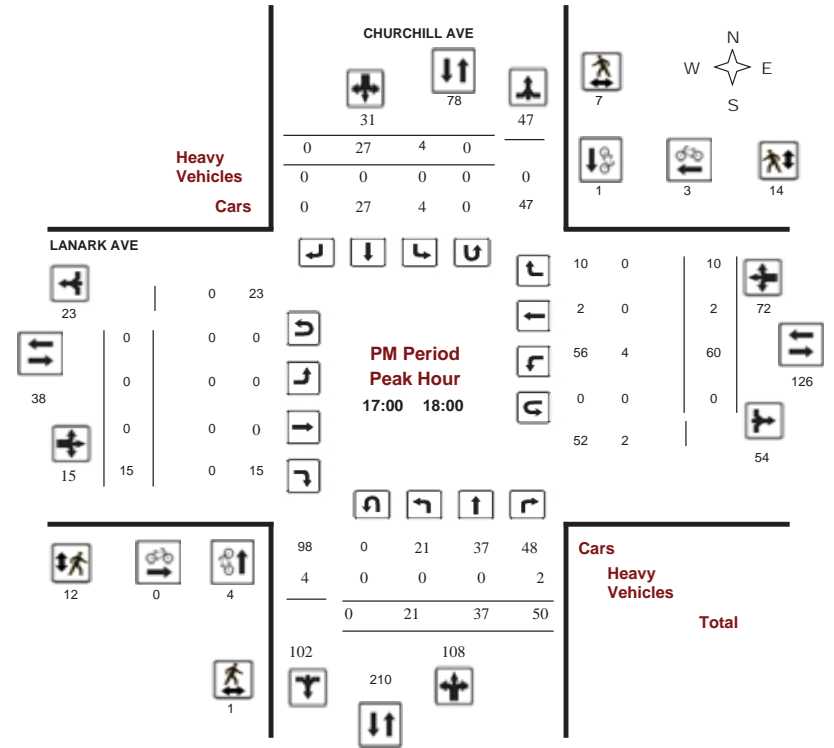 CHURCHILL AVE
N
W E
S
78
7
31 47
0 27 4 0
Heavy
Vehicles
0 0 0 0 0
1 3 14
Cars 0 27 4 0 47
LANARK AVE
10 0 10
0 23
23
2 0 2 72
0 0 0
PM Period
Peak Hour
56 4 60
126
0 0 0
38
17:00 18:00
0 0 0
0 0 0
52 2
54
15 15 0 15
98 0 21 37 48 Cars
4 0 0 0 2 Heavy
Vehicles
12 0 4
0 21 37 50 Total
102 108
210
1